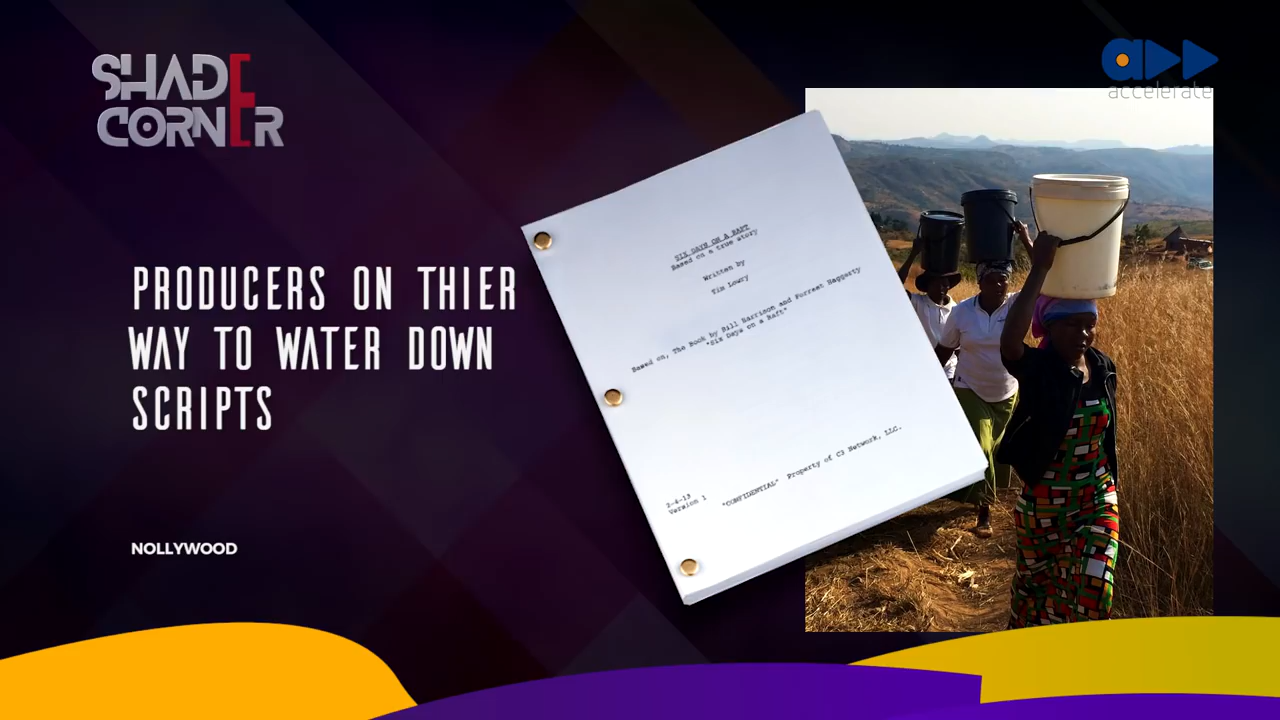 SHADE
CORNER
accelerate
PRODUCERS ON THIER
WAY TO WATER DOWN
SCRIPTS
NOLLYWOOD
SIX DAYS ON A RAFT
Based on a true story
Written by
Tim Lowry
Based on, The Book by Bill Harrison and Forrest Haggerty
"Six Days on a Raft"
2-4-13
Version 1
"CONFIDENTIAL" Property of C3 Network, LLC.